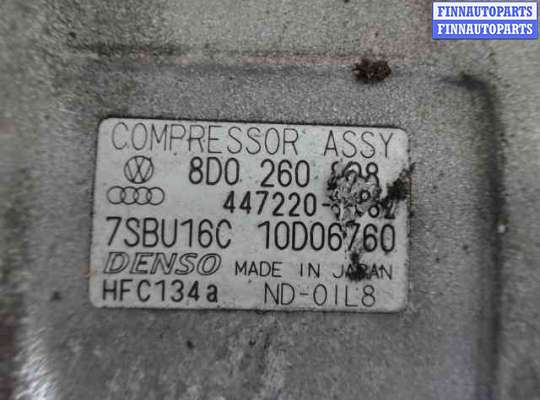 FINNAUTOPARTS
FINNAUTOPARTS
COMPRESSOR ASSY
8D0 260
7SBU16C 10D06760
DENSO MADE IN JAPAN
HFC134a ND-OIL8